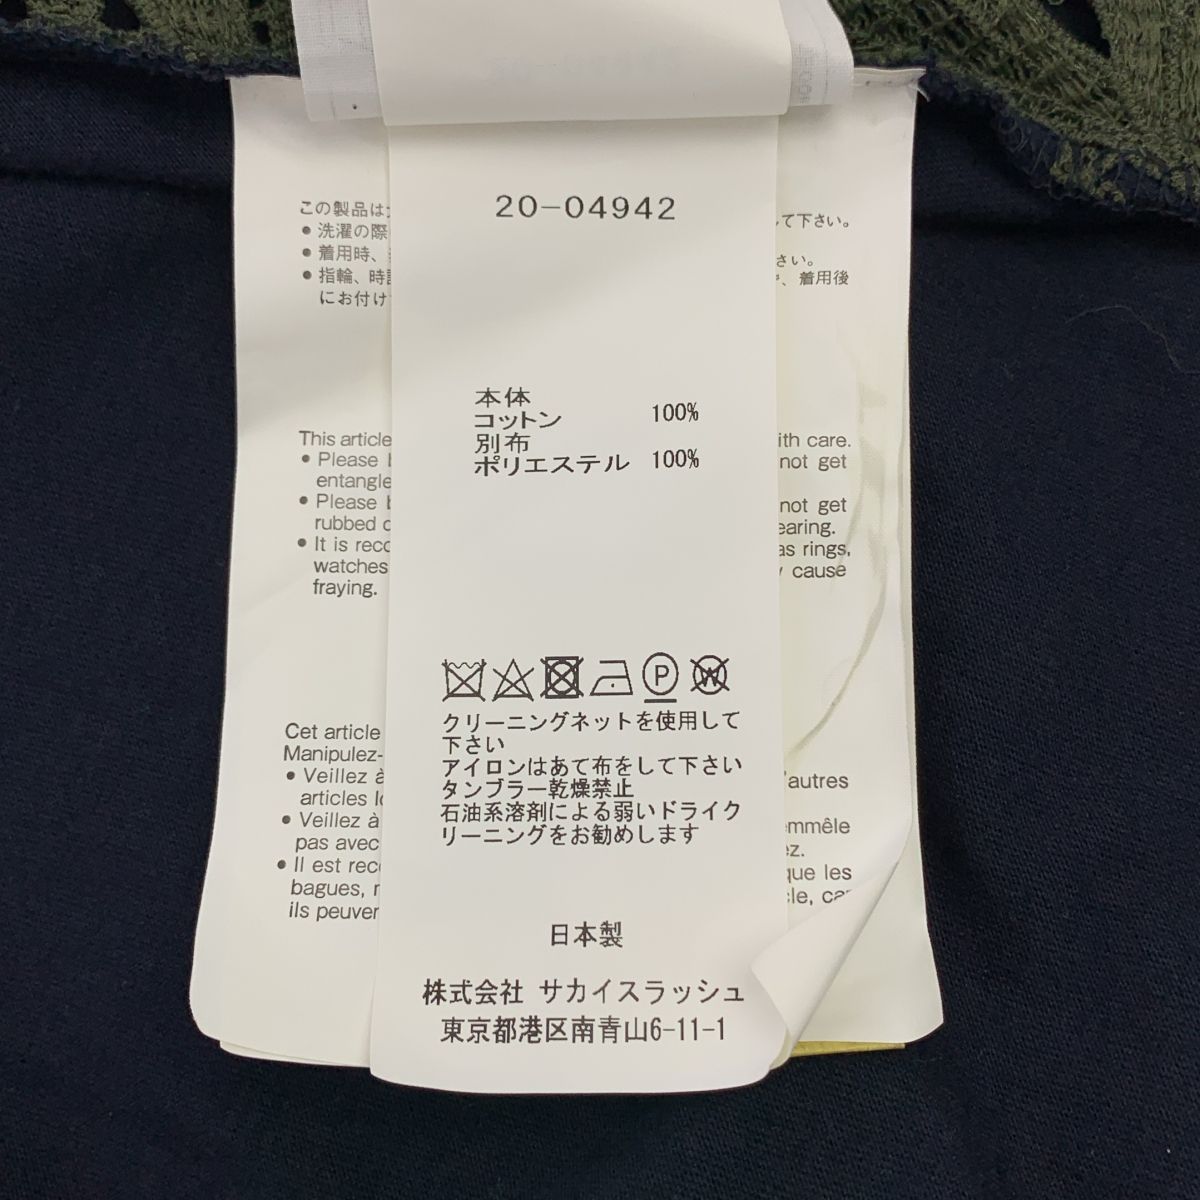 20-04942
本体
コットン 100%
別布
ポリエステル 100%
P
W
クリーニングネットを使用して
下さい
アイロンはあて布をして下さい
タンブラー乾燥禁止
石油系溶剤による弱いドライク
リーニングをお勧めします
日本製
株式会社 サカイスラッシュ
東京都港区南青山6-11-1
この製品は
して下さい。
● 洗濯の際
● 着用時、
さい。
● 指輪、時
、着用後
にお付け
This article
with care.
● Please
not get
entangle
● Please
not get
rubbed
earing.
● It is
as rings,
watches
cause
fraying.
Cet article
Manipulez-
● Veillez à
d'autres
articles
● Veillez à
emmêle
pas avec
ez.
● Il est
que les
bagues,
ils peuven